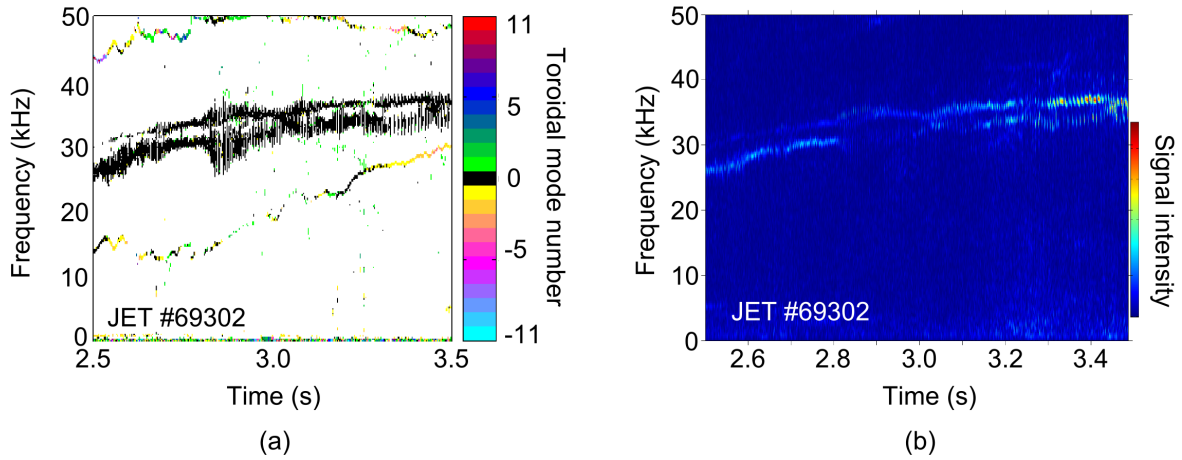 50
40
30
20
10
0
Frequency (kHz)
JET #69302
2.5
3.0
3.5
Time (s)
11
5
0
-5
-11
Toroidal mode number
(a)
50
40
30
20
10
0
Frequency (kHz)
JET #69302
2.6
2.8
3.0
3.2
3.4
Time (s)
Signal intensity
(b)